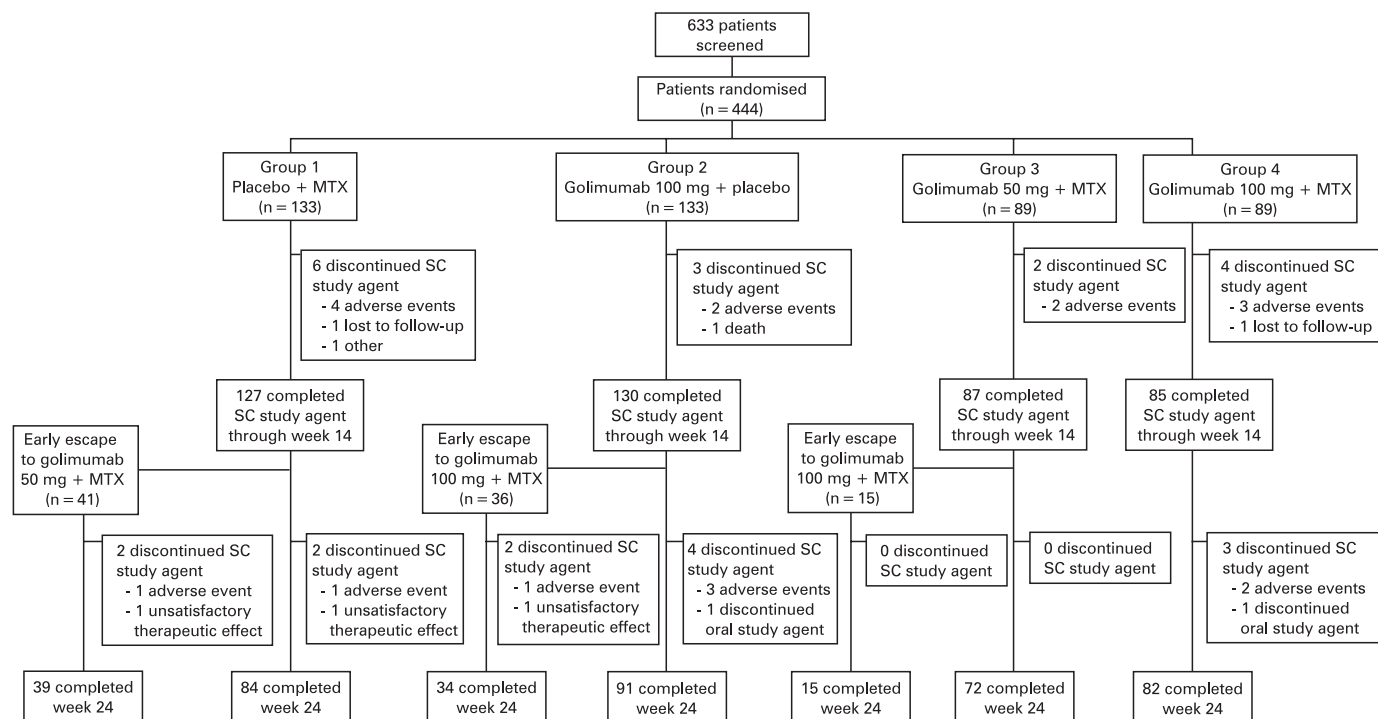 633 patients
screened
Patients randomised
(n = 444)
Group 1
Placebo + MTX
(n = 133)
Group 2
Golimumab 100 mg + placebo
(n = 133)
Group 3
Golimumab 50 mg + MTX
(n = 89)
Group 4
Golimumab 100 mg + MTX
(n = 89)
6 discontinued SC
study agent
- 4 adverse events
- 1 lost to follow-up
- 1 other
3 discontinued SC
study agent
- 2 adverse events
- 1 death
2 discontinued SC
study agent
- 2 adverse events
4 discontinued SC
study agent
- 3 adverse events
- 1 lost to follow-up
127 completed
SC study agent
through week 14
130 completed
SC study agent
through week 14
87 completed
SC study agent
through week 14
85 completed
SC study agent
through week 14
Early escape
to golimumab
50 mg + MTX
(n = 41)
Early escape
to golimumab
100 mg + MTX
(n = 36)
Early escape
to golimumab
100 mg + MTX
(n = 15)
2 discontinued SC
study agent
- 1 adverse event
- 1 unsatisfactory
therapeutic effect
2 discontinued SC
study agent
- 1 adverse event
- 1 unsatisfactory
therapeutic effect
2 discontinued SC
study agent
- 1 adverse event
- 1 unsatisfactory
therapeutic effect
4 discontinued SC
study agent
- 3 adverse events
- 1 discontinued
oral study agent
0 discontinued
SC study agent
0 discontinued
SC study agent
3 discontinued SC
study agent
- 2 adverse events
- 1 discontinued
oral study agent
39 completed
week 24
84 completed
week 24
34 completed
week 24
91 completed
week 24
15 completed
week 24
72 completed
week 24
82 completed
week 24